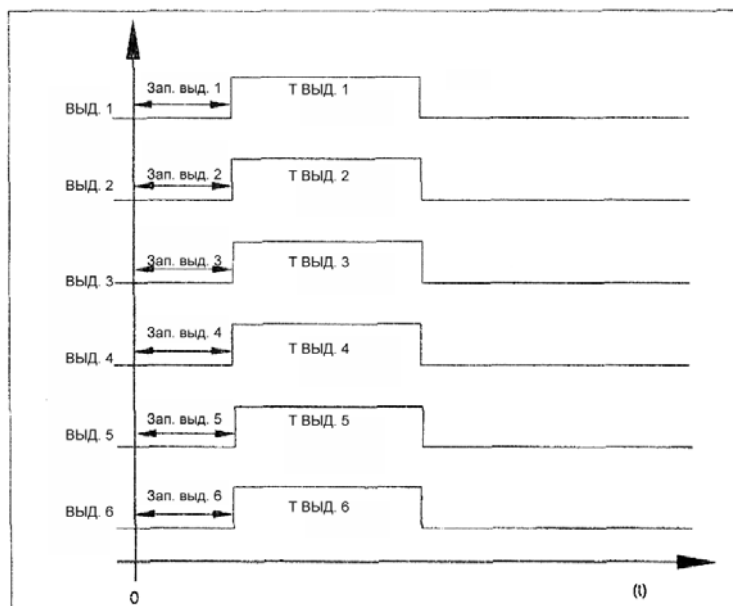 Зап. выд. 1
Т ВЫД. 1
ВЫД. 1
Зап. выд. 2
Т ВЫД. 2
ВЫД. 2
Зап. выд. 3
Т ВЫД. 3
ВЫД. 3
Зап. выд. 4
Т ВЫД. 4
ВЫД. 4
Зап. выд. 5
Т ВЫД. 5
ВЫД. 5
Зап. выд. 6
Т ВЫД. 6
ВЫД. 6
0
(t)